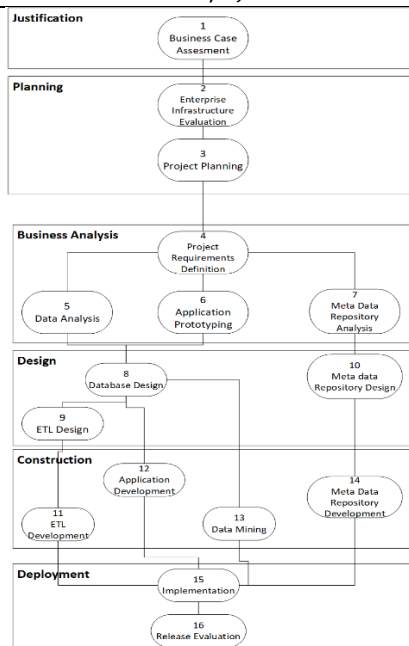 Justification
1
Business Case
Assesment
Planning
2
Enterprise
Infrastructure
Evaluation
3
Project Planning
Business Analysis
4
Project
Requirements
Definition
5
Data Analysis
6
Application
Prototyping
7
Meta Data
Repository
Analysis
Design
8
Database Design
10
Meta data
Repository Design
9
ETL Design
Construction
12
Application
Development
11
ETL
Development
13
Data Mining
14
Meta Data
Repository
Development
Deployment
15
Implementation
16
Release Evaluation